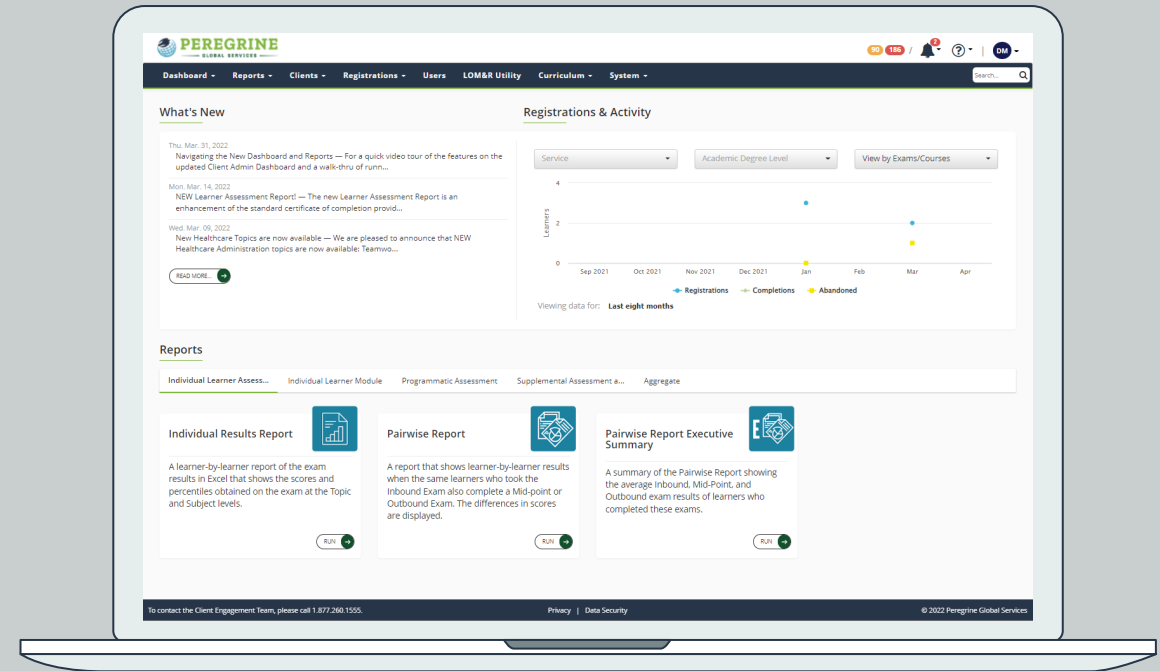 PEREGRINE
GLOBAL SERVICES
90 186 / 2 ? | DM
Dashboard Reports Clients Registrations Users LOM&R Utility Curriculum System Search...
What's New
Thu. Mar. 31, 2022
Navigating the New Dashboard and Reports — For a quick video tour of the features on the
updated Client Admin Dashboard and a walk-thru of runn...
Mon. Mar. 14, 2022
NEW Learner Assessment Report! — The new Learner Assessment Report is an
enhancement of the standard certificate of completion provid...
Wed. Mar. 09, 2022
New Healthcare Topics are now available — We are pleased to announce that NEW
Healthcare Administration topics are now available: Teamwo...
READ MORE...
Registrations & Activity
Service Academic Degree Level View by Exams/Courses
4
2
0
Learners
Sep 2021 Oct 2021 Nov 2021 Dec 2021 Jan Feb Mar Apr
Registrations Completions Abandoned
Viewing data for: Last eight months
Reports
Individual Learner Assess... Individual Learner Module Programmatic Assessment Supplemental Assessment a... Aggregate
Individual Results Report
A learner-by-learner report of the exam
results in Excel that shows the scores and
percentiles obtained on the exam at the Topic
and Subject levels.
RUN
Pairwise Report
A report that shows learner-by-learner results
when the same learners who took the
Inbound Exam also complete a Mid-point or
Outbound Exam. The differences in scores
are displayed.
RUN
Pairwise Report Executive
Summary
E
A summary of the Pairwise Report showing
the average Inbound, Mid-Point, and
Outbound exam results of learners who
completed these exams.
RUN
To contact the Client Engagement Team, please call 1.877.260.1555. Privacy | Data Security © 2022 Peregrine Global Services